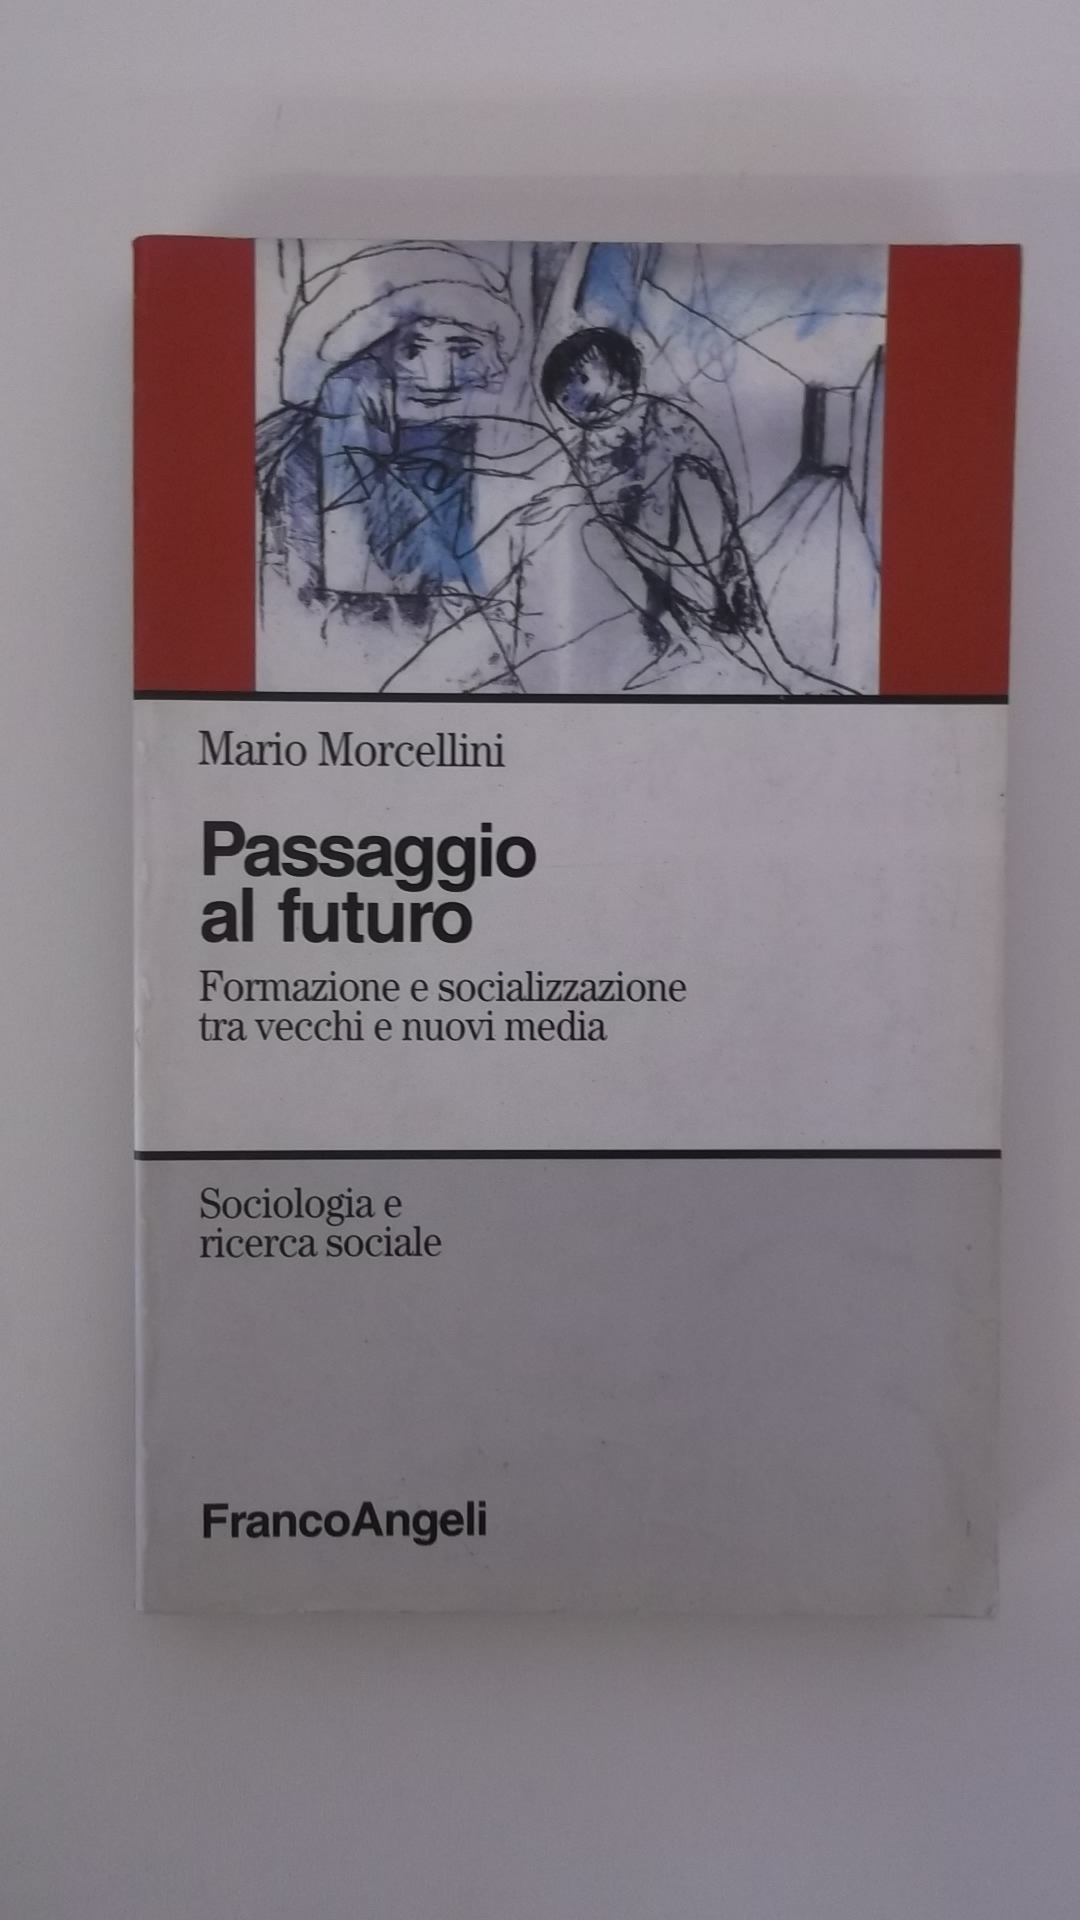 Mario Morcellini
Passaggio
al futuro
Formazione e socializzazione
tra vecchi e nuovi media
Sociologia e
ricerca sociale
FrancoAngeli